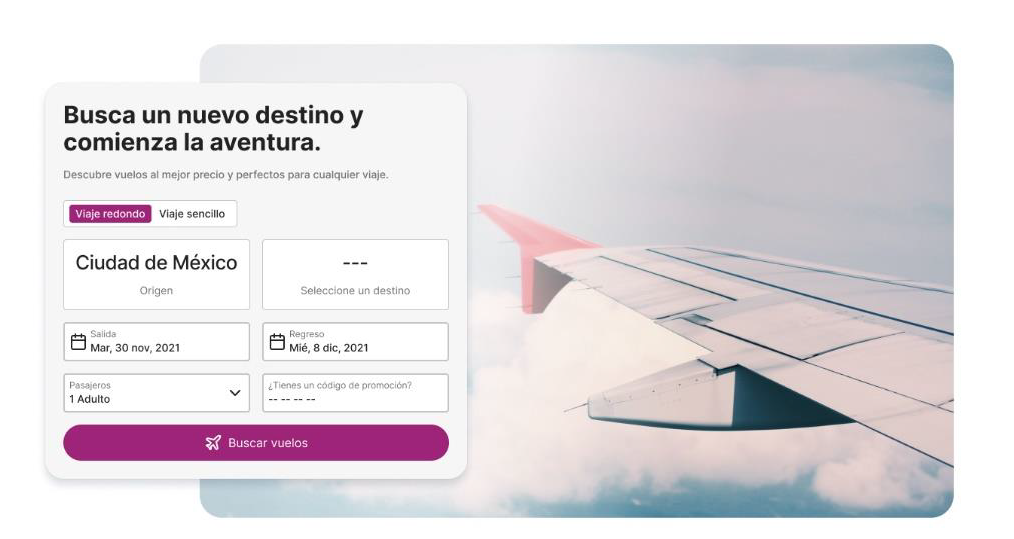 Busca un nuevo destino y
comienza la aventura.
Descubre vuelos al mejor precio y perfectos para cualquier viaje.
Viaje redondo Viaje sencillo
Ciudad de México
Origen
---
Seleccione un destino
Salida
Mar, 30 nov, 2021
Regreso
Mié, 8 dic, 2021
Pasajeros
1 Adulto
¿Tienes un código de promoción?
-- -- -- --
Buscar vuelos